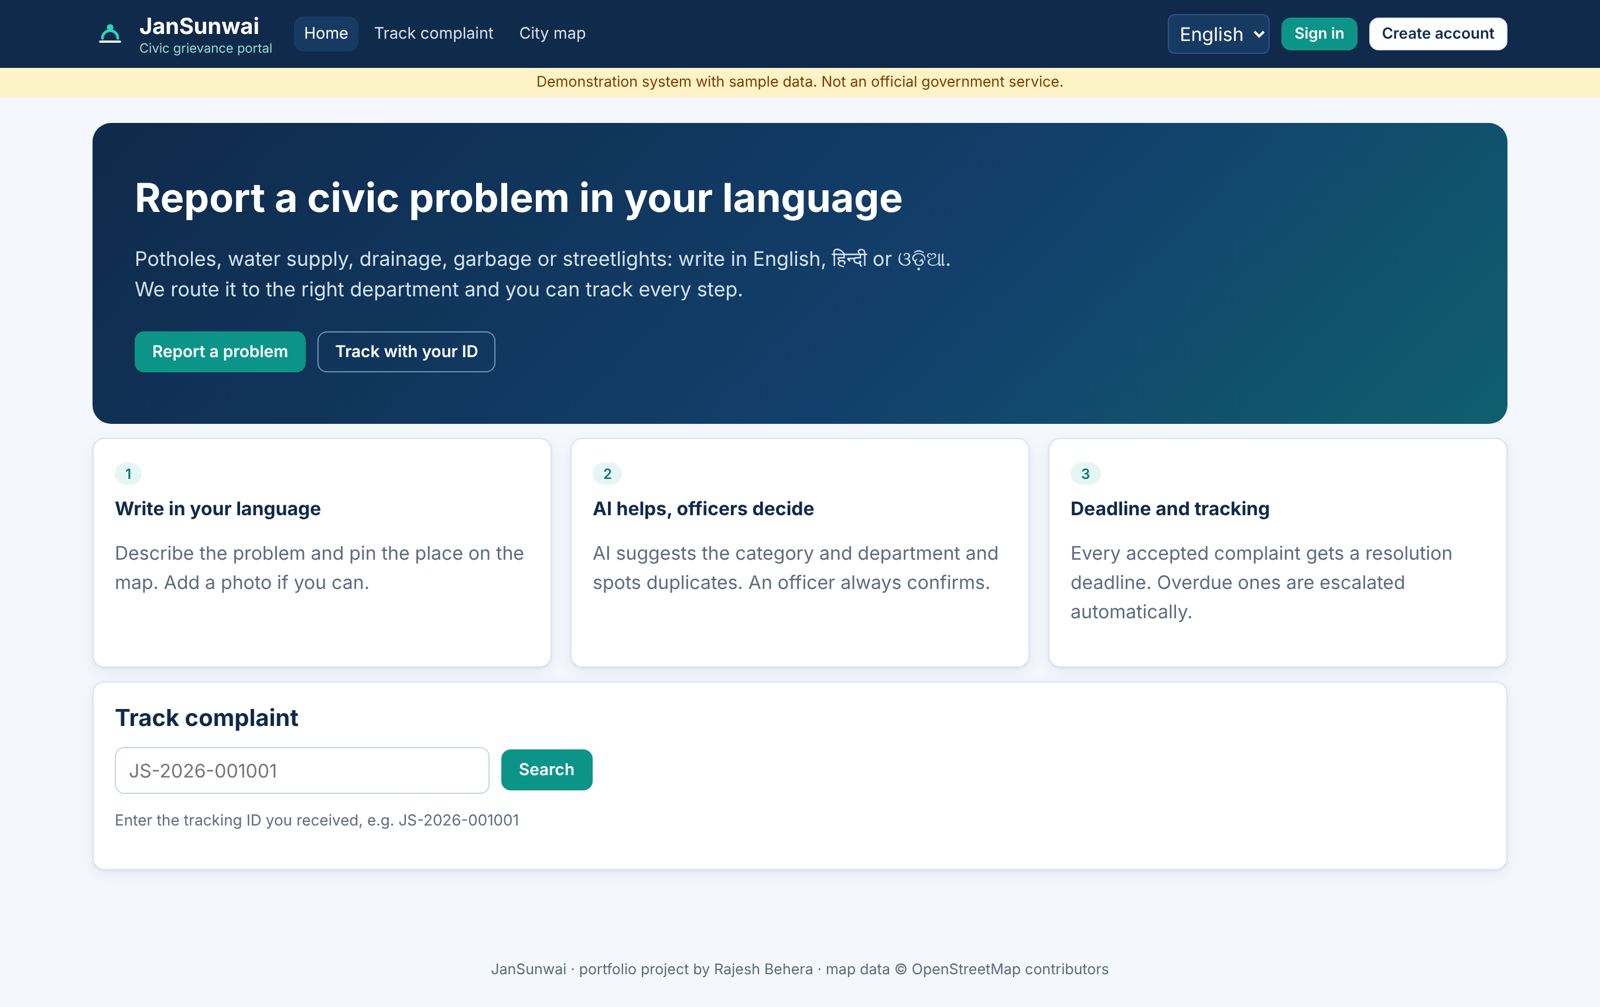 JanSunwai
Civic grievance portal
Home
Track complaint
City map
English
Sign in
Create account
Demonstration system with sample data. Not an official government service.
Report a civic problem in your language
Potholes, water supply, drainage, garbage or streetlights: write in English, हिन्दी or ଓଡ଼ିଆ.
We route it to the right department and you can track every step.
Report a problem
Track with your ID
1
Write in your language
Describe the problem and pin the place on the
map. Add a photo if you can.
2
AI helps, officers decide
AI suggests the category and department and
spots duplicates. An officer always confirms.
3
Deadline and tracking
Every accepted complaint gets a resolution
deadline. Overdue ones are escalated
automatically.
Track complaint
JS-2026-001001
Search
Enter the tracking ID you received, e.g. JS-2026-001001
JanSunwai · portfolio project by Rajesh Behera · map data © OpenStreetMap contributors